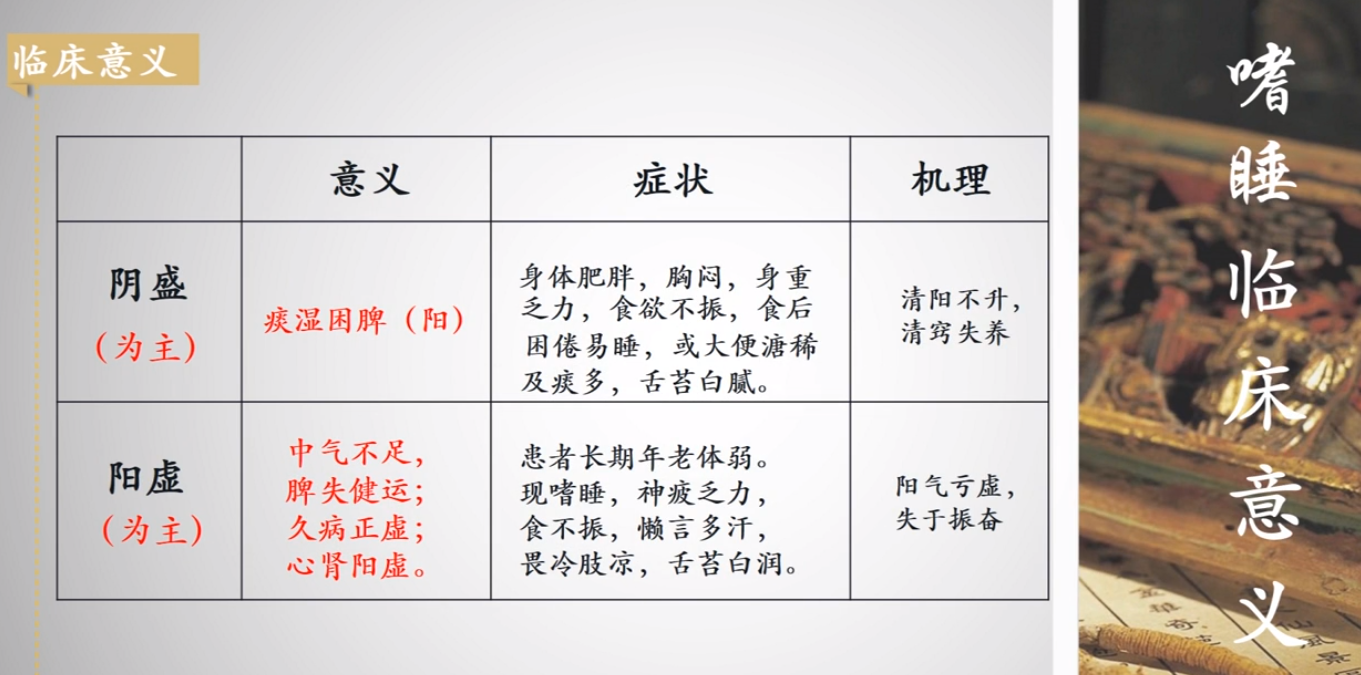 临床意义
意义 症状 机理
阴盛
（为主）
痰湿困脾（阳）
身体肥胖，胸闷，身重
乏力，食欲不振，食后
困倦易睡，或大便溏稀
及痰多，舌苔白腻。
清阳不升，
清窍失养
阳虚
（为主）
中气不足，
脾失健运；
久病正虚；
心肾阳虚。
患者长期年老体弱。
现嗜睡，神疲乏力，
食不振，懒言多汗，
畏冷肢凉，舌苔白润。
阳气亏虚，
失于振奋
嗜睡临床意义